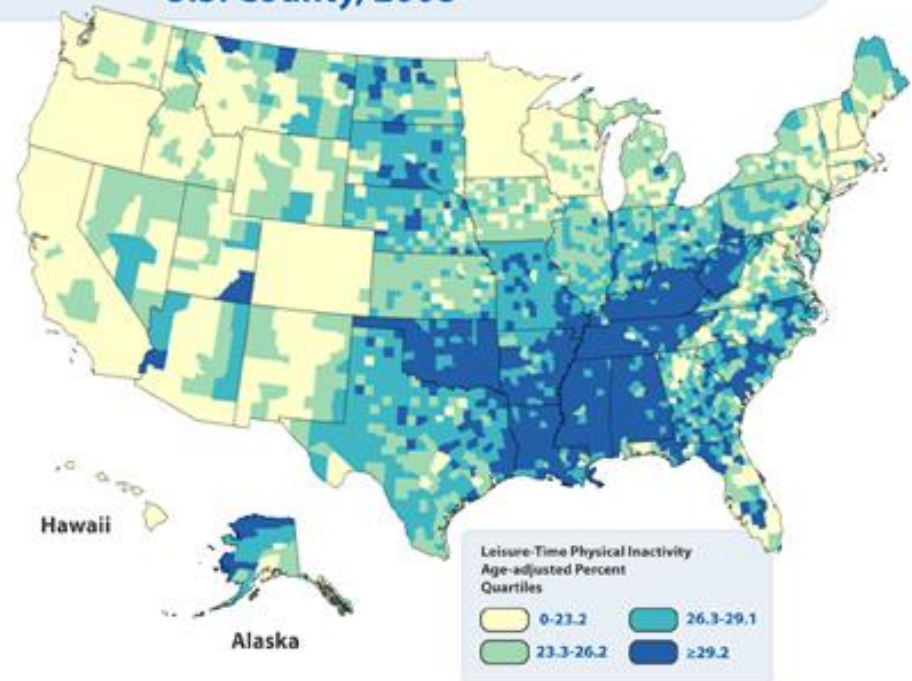 Hawaii
Alaska
Leisure-Time Physical Inactivity
Age-adjusted Percent
Quartiles
0-23.2
26.3-29.1
23.3-26.2
≥29.2